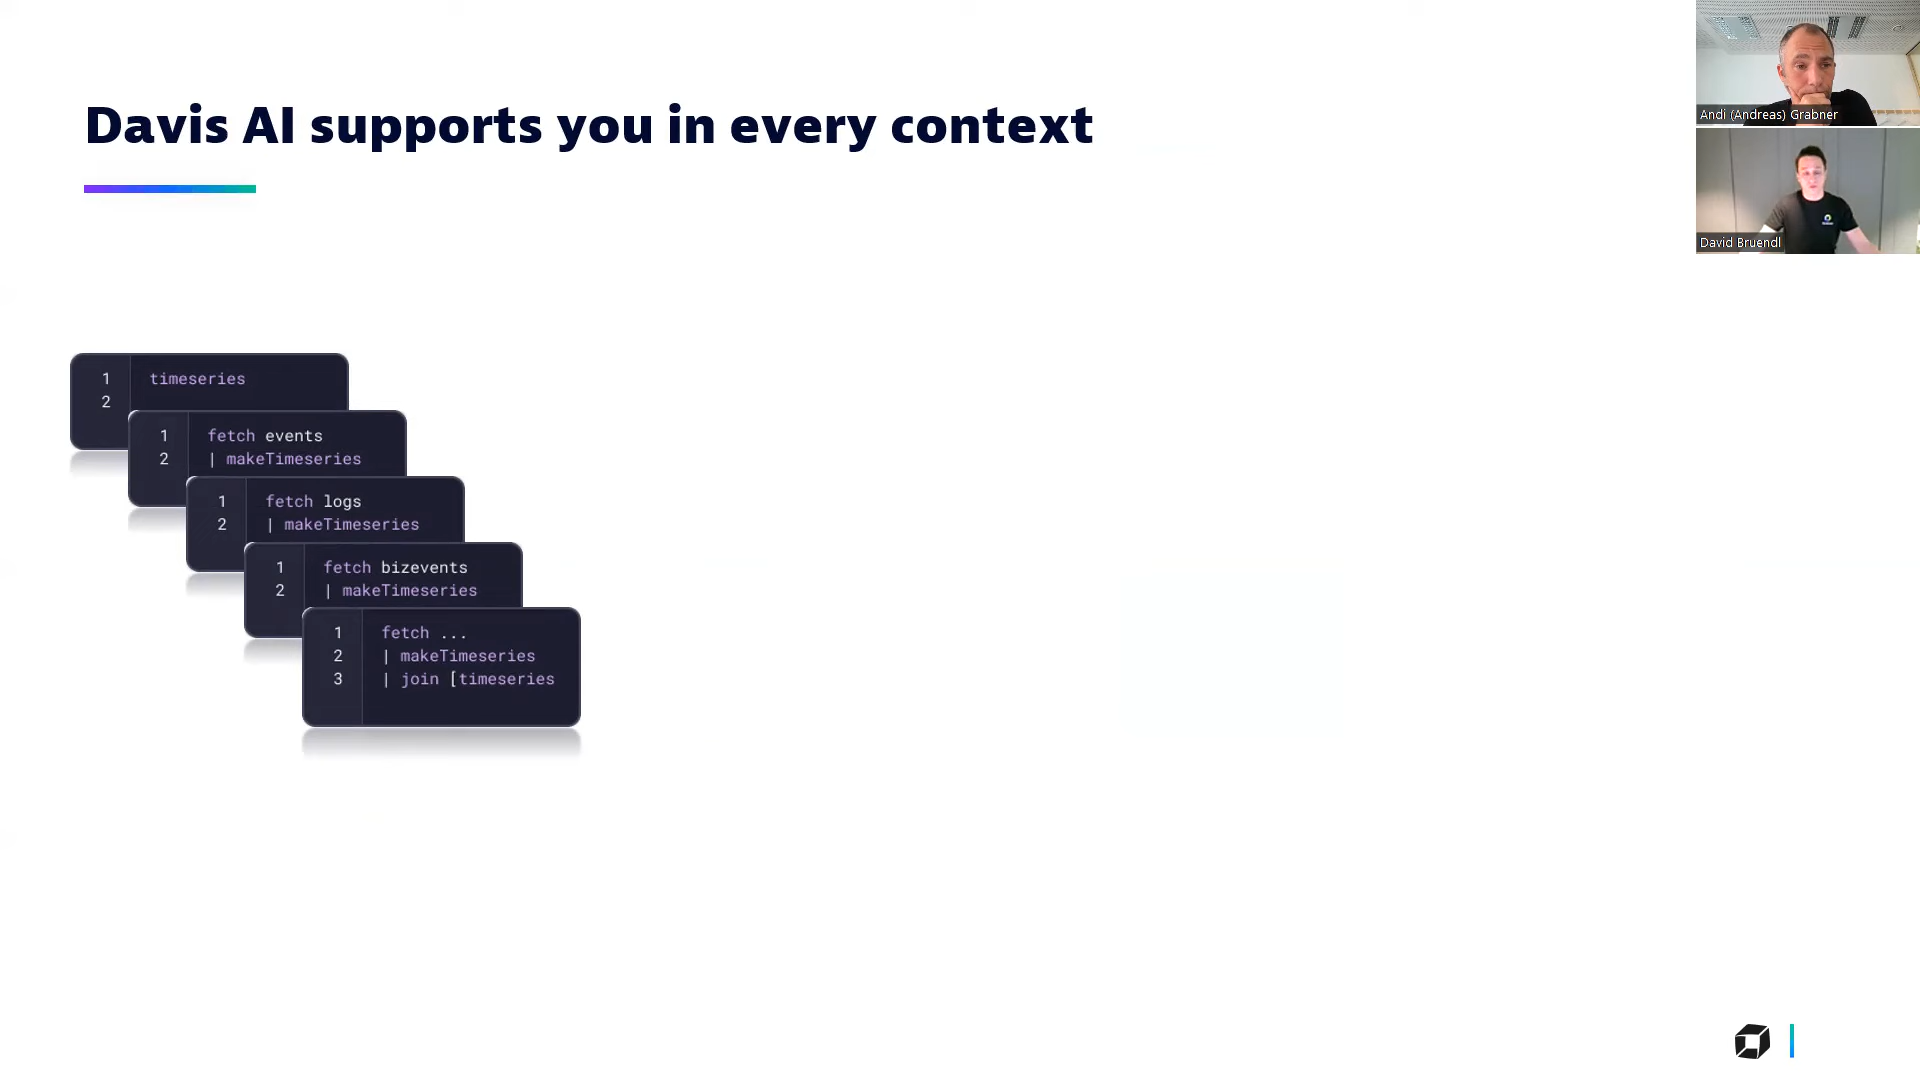 Davis AI supports you in every context
Andi (Andreas) Grabner
David Bruendl
1 timeseries
2
1 fetch events
2 | makeTimeseries
1 fetch logs
2 | makeTimeseries
1 fetch bizevents
2 | makeTimeseries
1 fetch ...
2 | makeTimeseries
3 | join [timeseries